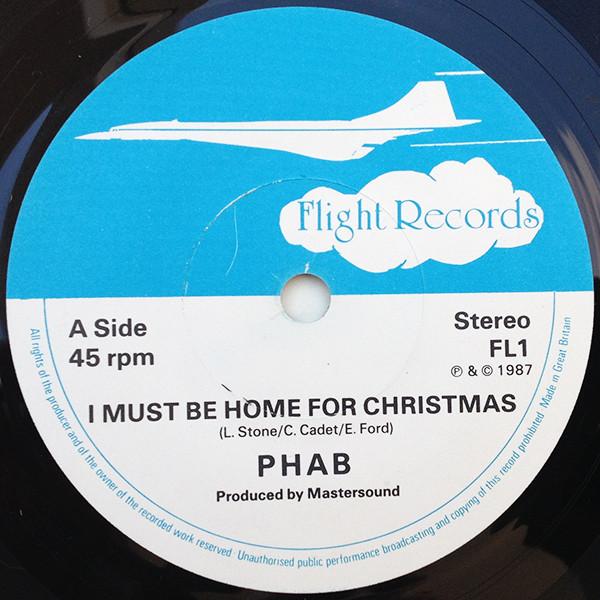 Flight Records
A Side
45 rpm
Stereo
FL1
℗ & © 1987
I MUST BE HOME FOR CHRISTMAS
(L. Stone/C. Cadet/E. Ford)
PHAB
Produced by Mastersound
All rights of the producer and of the owner of the recorded work reserved · Unauthorised public performance broadcasting and copying of this record prohibited Made in Great Britain